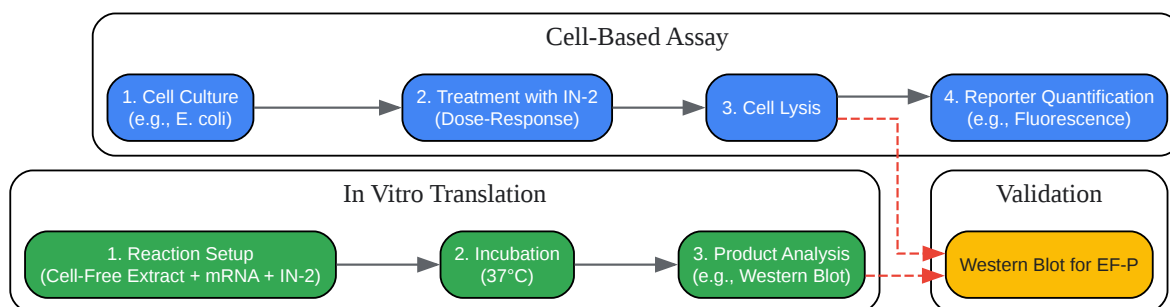 Cell-Based Assay
1. Cell Culture
(e.g., E. coli)
2. Treatment with IN-2
(Dose-Response)
3. Cell Lysis
4. Reporter Quantification
(e.g., Fluorescence)
In Vitro Translation
1. Reaction Setup
(Cell-Free Extract + mRNA + IN-2)
2. Incubation
(37°C)
3. Product Analysis
(e.g., Western Blot)
Validation
Western Blot for EF-P